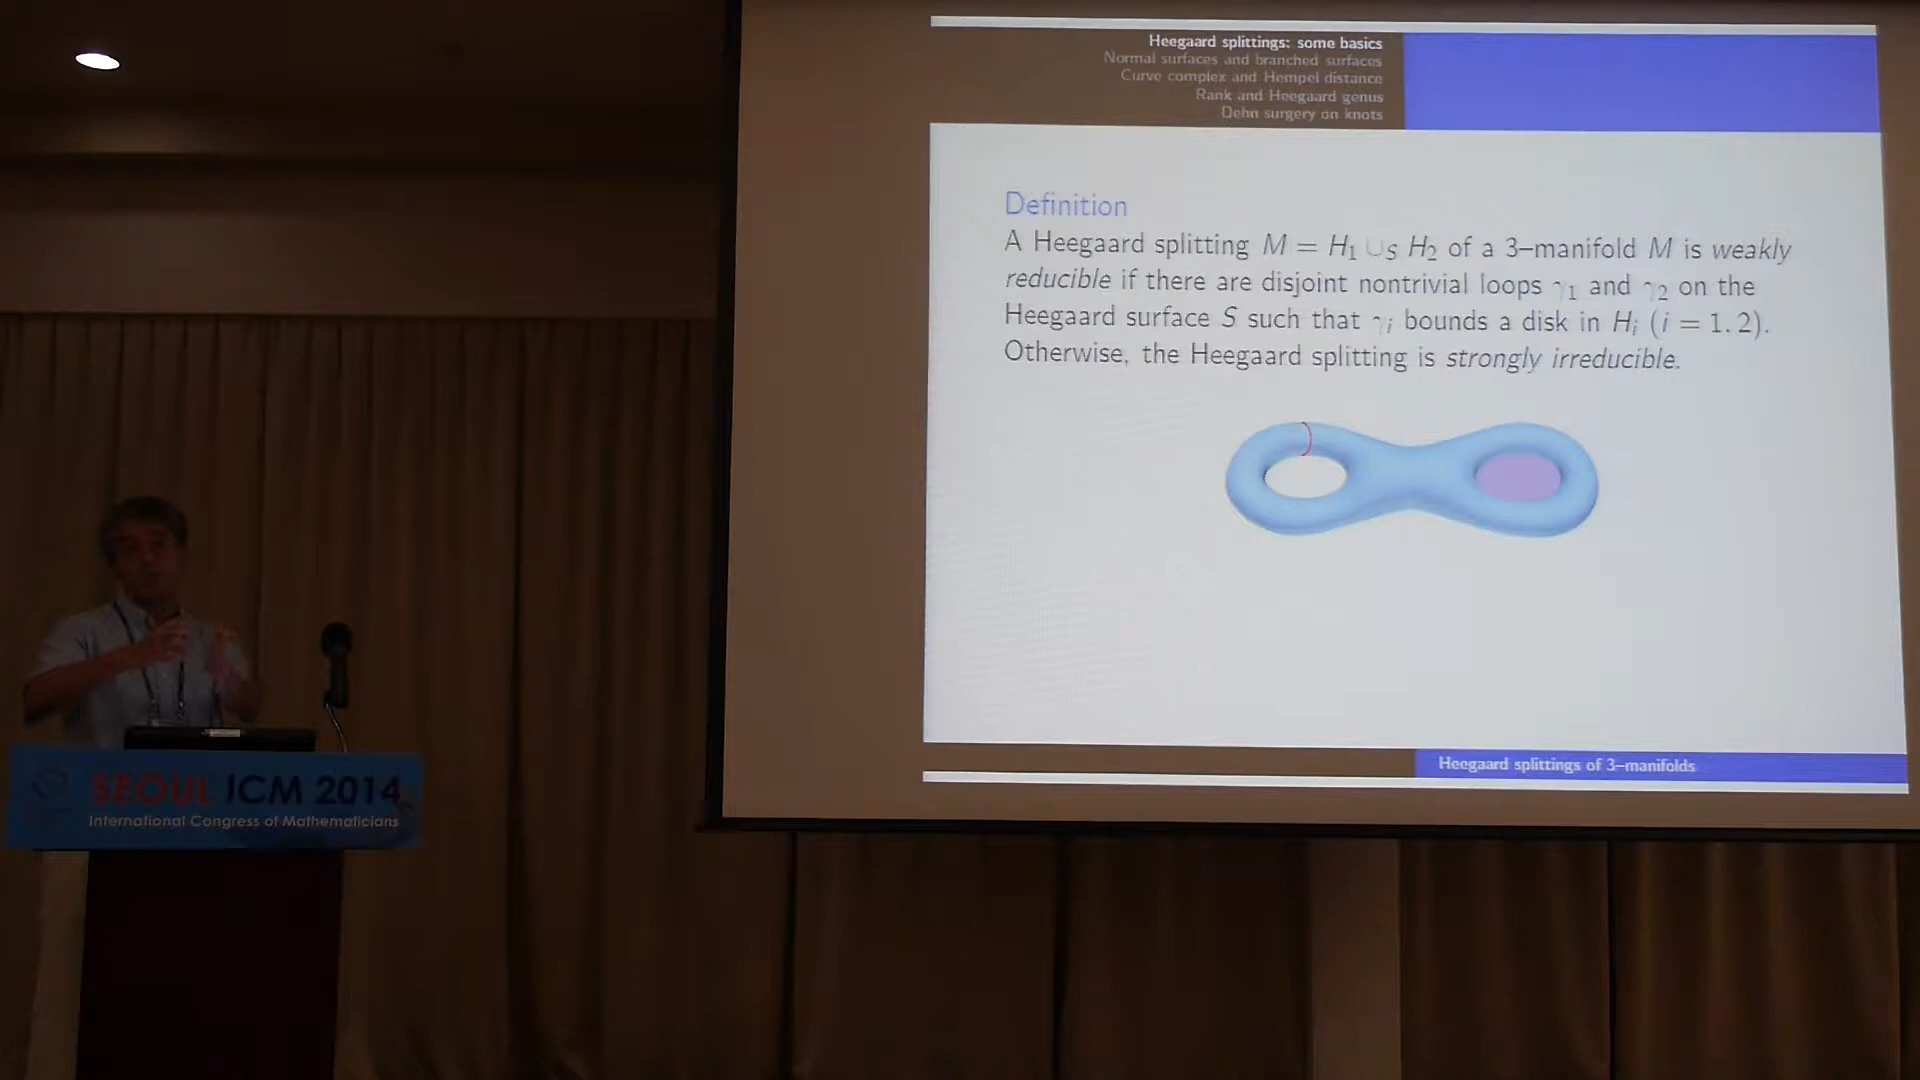 Heegaard splittings: some basics
Normal surfaces and branched surfaces
Curve complex and Hempel distance
Rank and Heegaard genus
Dehn surgery on knots
Definition
A Heegaard splitting M = H₁ ∪S H₂ of a 3–manifold M is weakly
reducible if there are disjoint nontrivial loops γ₁ and γ₂ on the
Heegaard surface S such that γᵢ bounds a disk in Hᵢ (i = 1, 2).
Otherwise, the Heegaard splitting is strongly irreducible.
Heegaard splittings of 3–manifolds
SEOUL ICM 2014
International Congress of Mathematicians